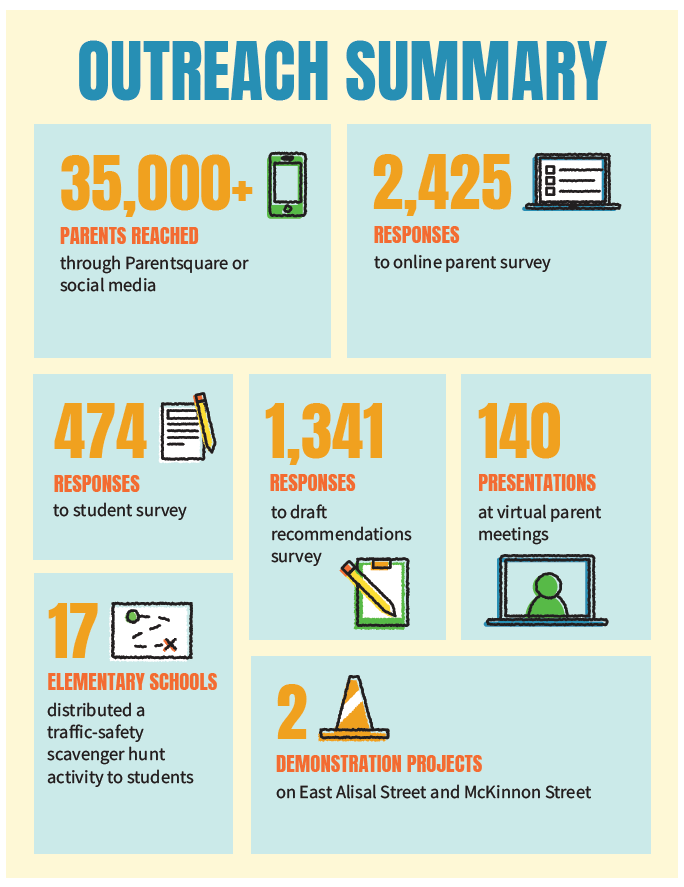 OUTREACH SUMMARY
35,000+
PARENTS REACHED
through Parentsquare or
social media
2,425
RESPONSES
to online parent survey
474
RESPONSES
to student survey
1,341
RESPONSES
to draft
recommendations
survey
140
PRESENTATIONS
at virtual parent
meetings
17
ELEMENTARY SCHOOLS
distributed a
traffic-safety
scavenger hunt
activity to students
2
DEMONSTRATION PROJECTS
on East Alisal Street and McKinnon Street